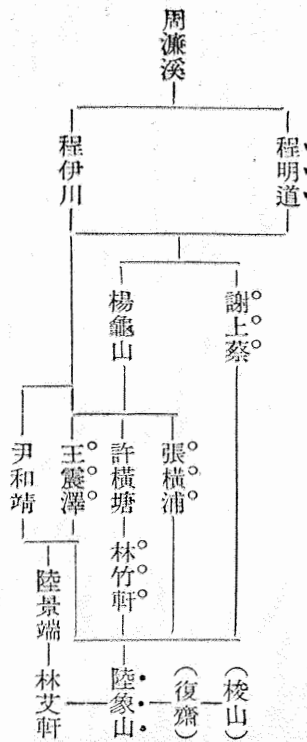 周濂溪
程明道
程伊川
謝上蔡
楊龜山
張橫浦
許橫塘
王震澤
尹和靖
林竹軒
陸景端
(梭山)
(復齋)
陸象山
林艾軒